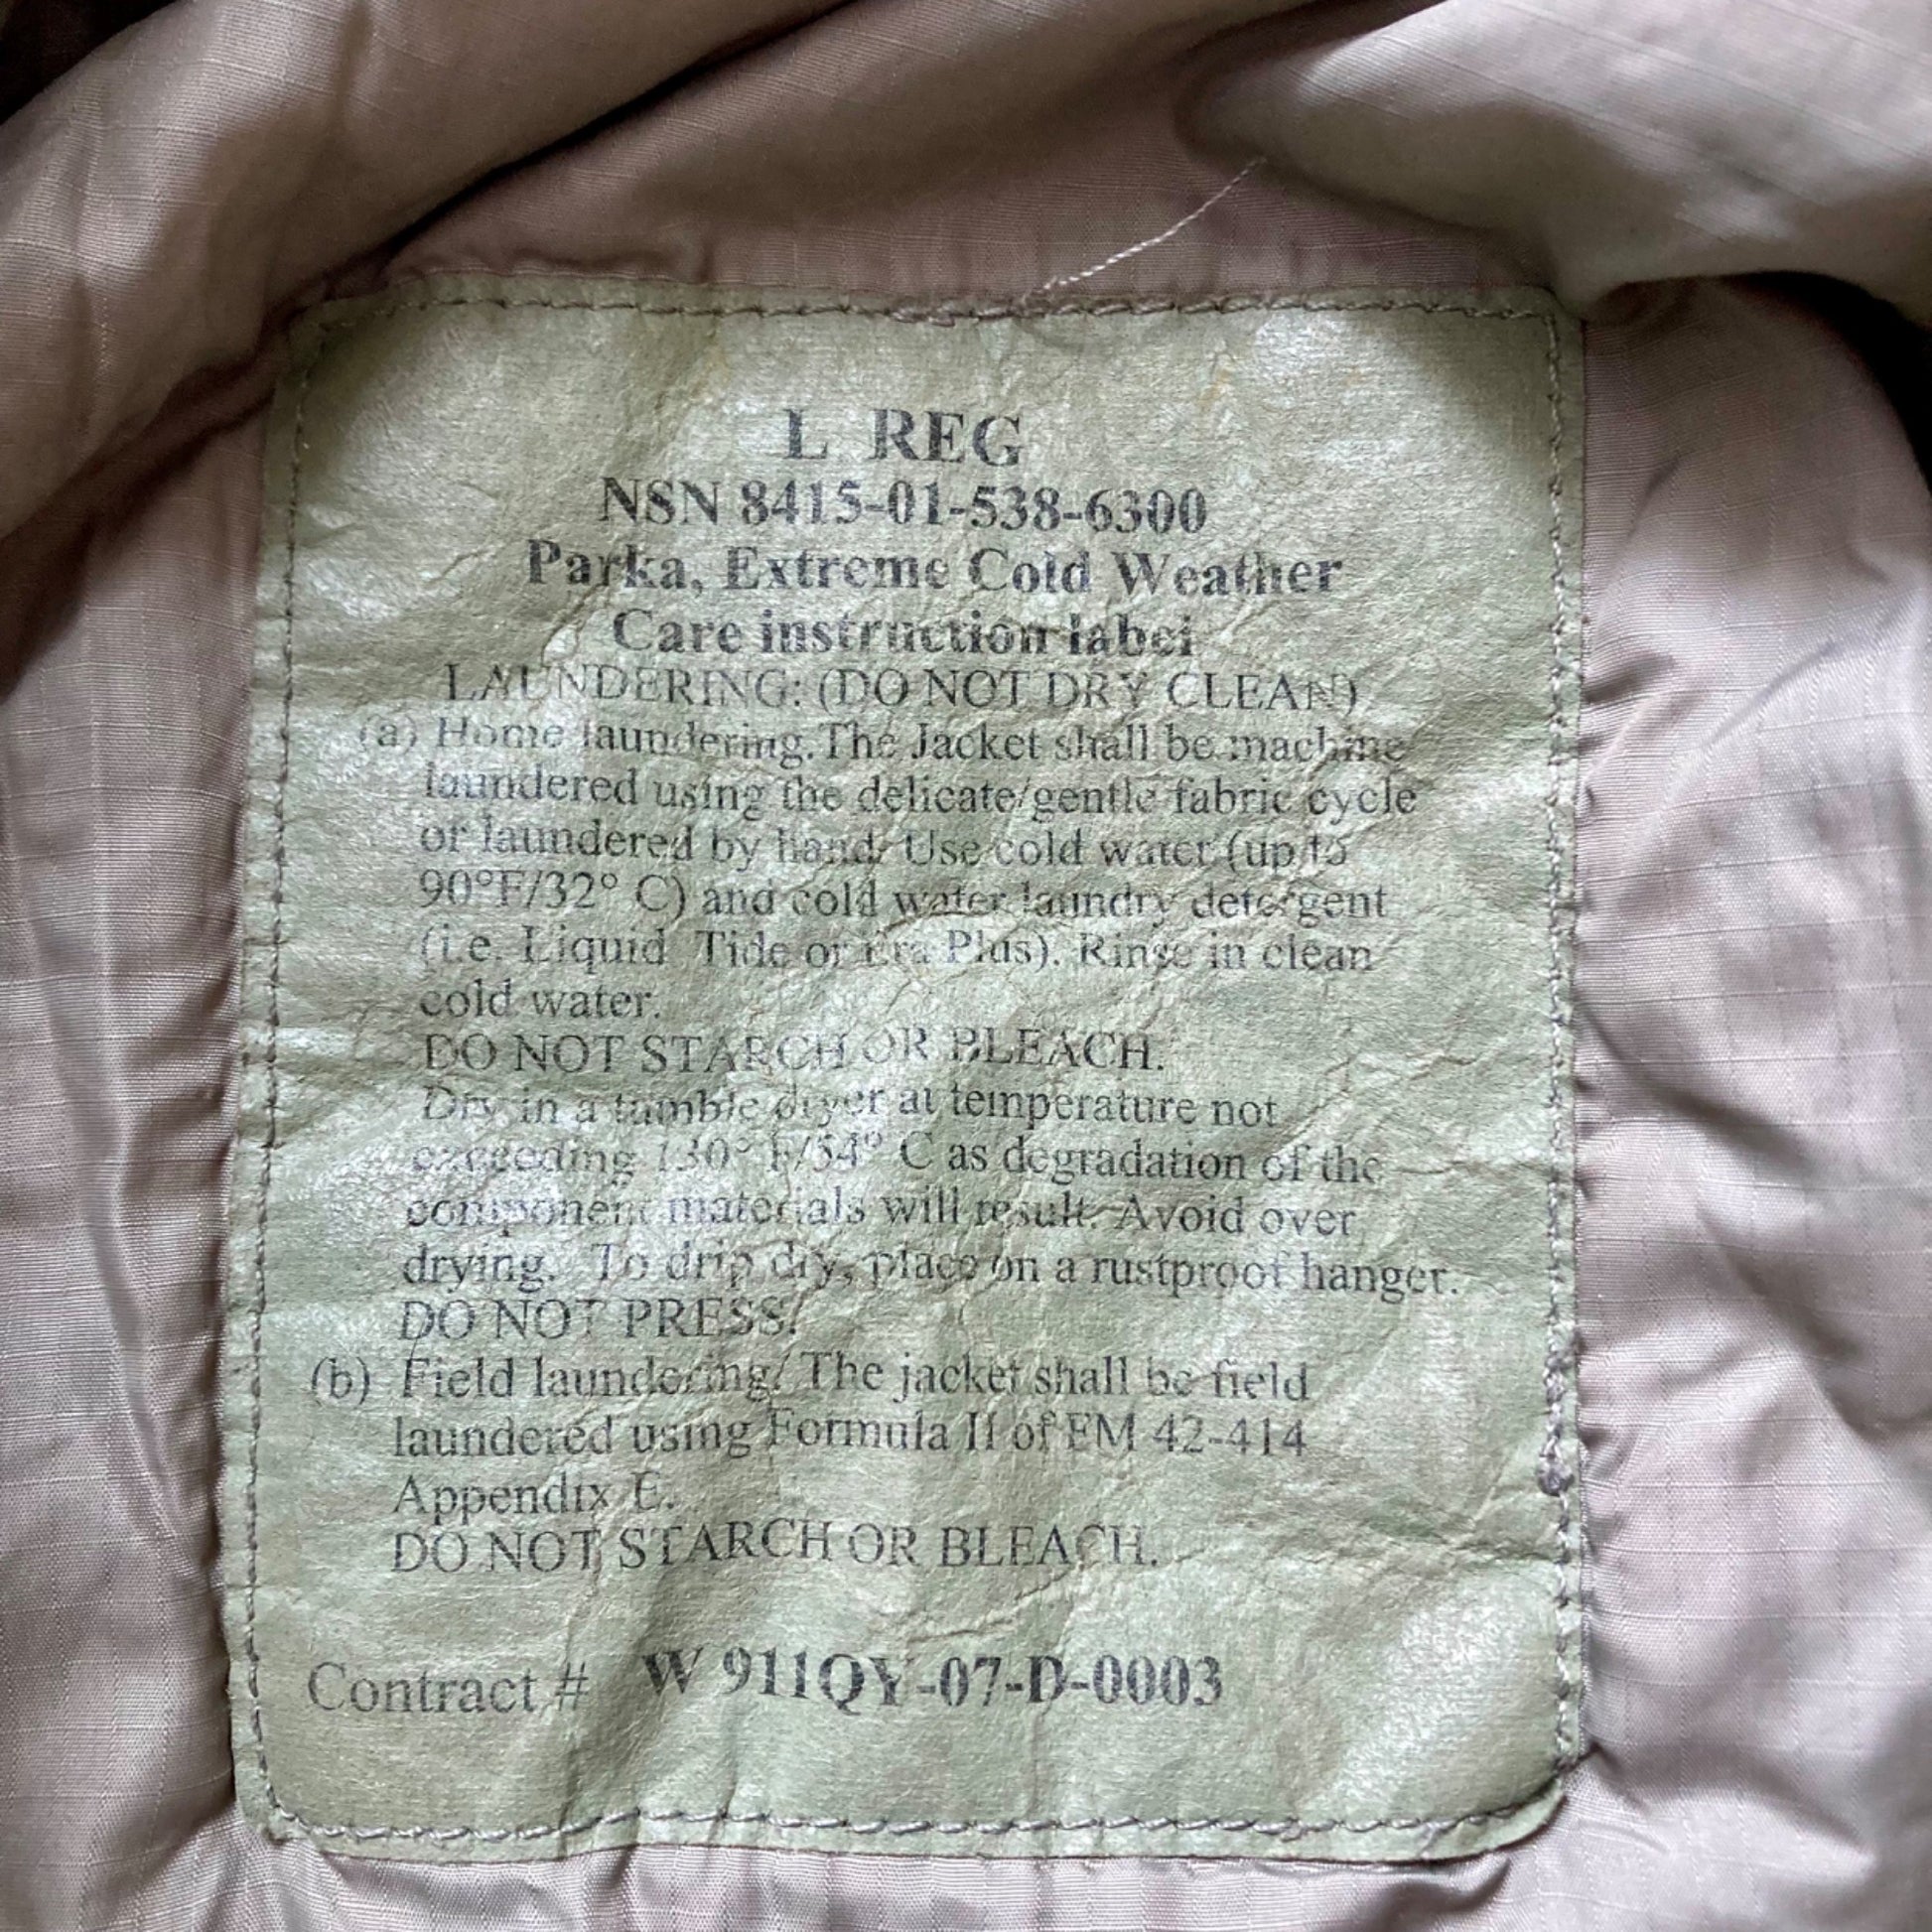 L REG
NSN 8415-01-538-6300
Parka, Extreme Cold Weather
Care instruction label
LAUNDERING: (DO NOT DRY CLEAN)
(a) Home laundering. The Jacket shall be machine
laundered using the delicate/gentle fabric cycle
or laundered by hand. Use cold water (up to
90°F/32° C) and cold water laundry detergent
(i.e. Liquid Tide or Era Plus). Rinse in clean
cold water.
DO NOT STARCH OR BLEACH.
Dry in a tumble dryer at temperature not
exceeding 130° F/54° C as degradation of the
component materials will result. Avoid over
drying. To drip dry, place on a rustproof hanger.
DO NOT PRESS.
(b) Field laundering. The jacket shall be field
laundered using Formula II of FM 42-414
Appendix E.
DO NOT STARCH OR BLEACH.
Contract # W 911QY-07-D-0003